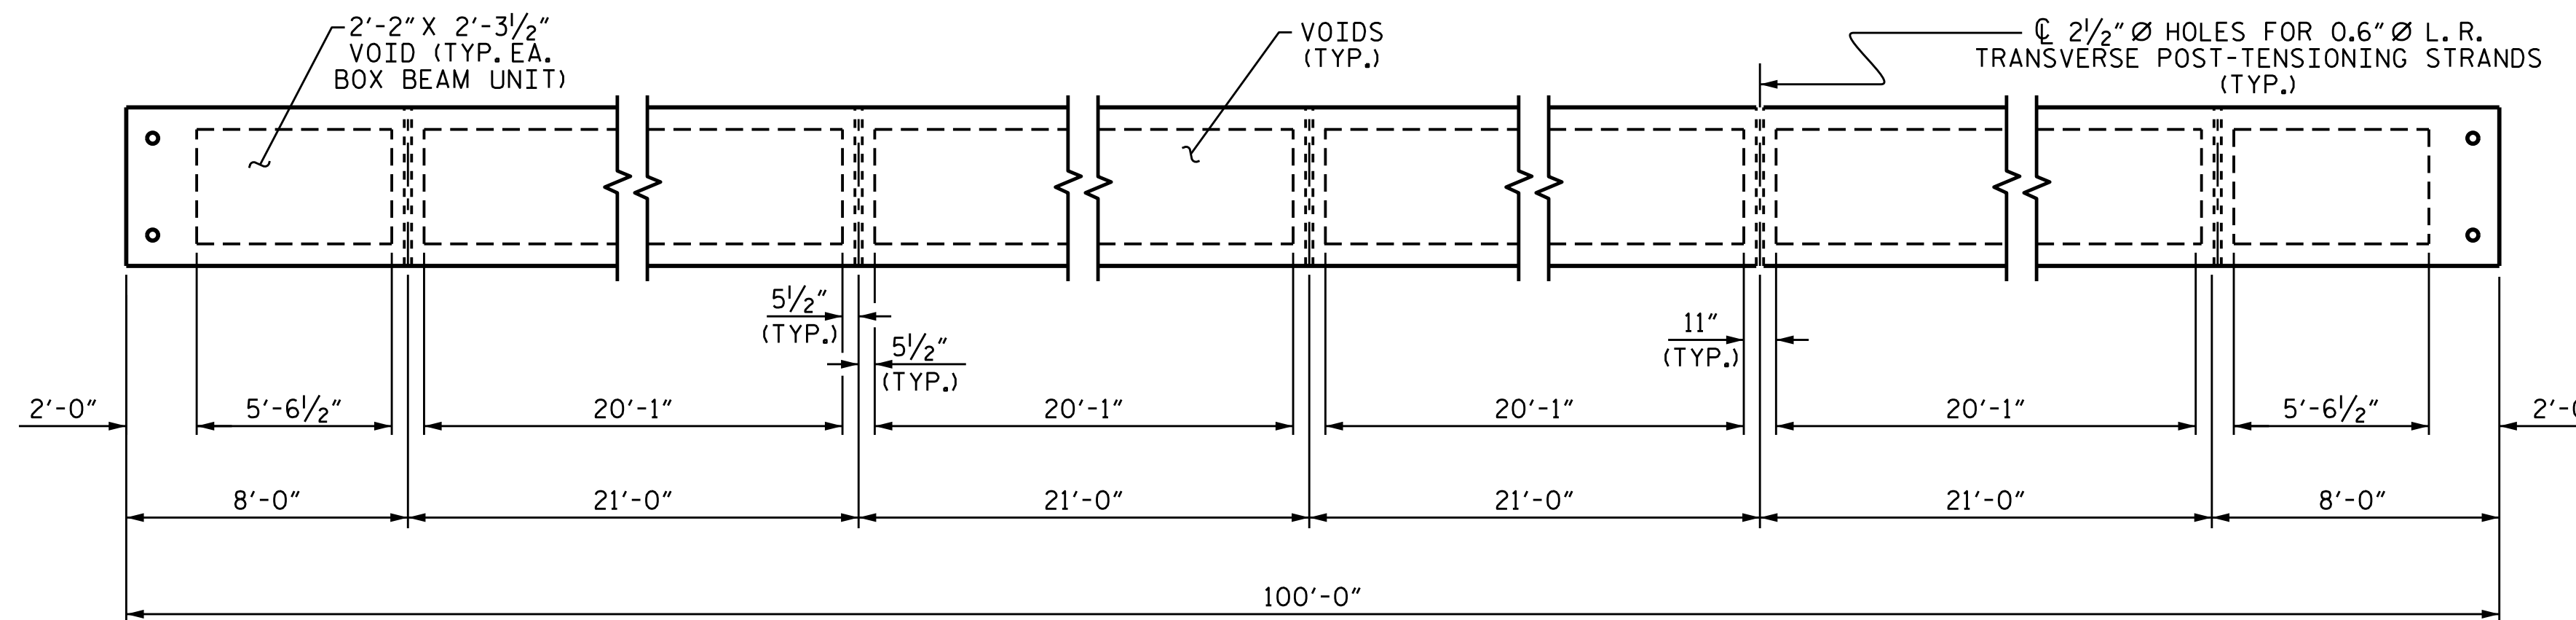 2'-2" X 2'-3½"
VOID (TYP. EA.
BOX BEAM UNIT)
VOIDS
(TYP.)
℄ 2½" Ø HOLES FOR 0.6" Ø L. R.
TRANSVERSE POST-TENSIONING STRANDS
(TYP.)
5½"
(TYP.)
5½"
(TYP.)
11"
(TYP.)
2'-0"
5'-6½"
20'-1"
20'-1"
20'-1"
20'-1"
5'-6½"
8'-0"
21'-0"
21'-0"
21'-0"
21'-0"
8'-0"
100'-0"